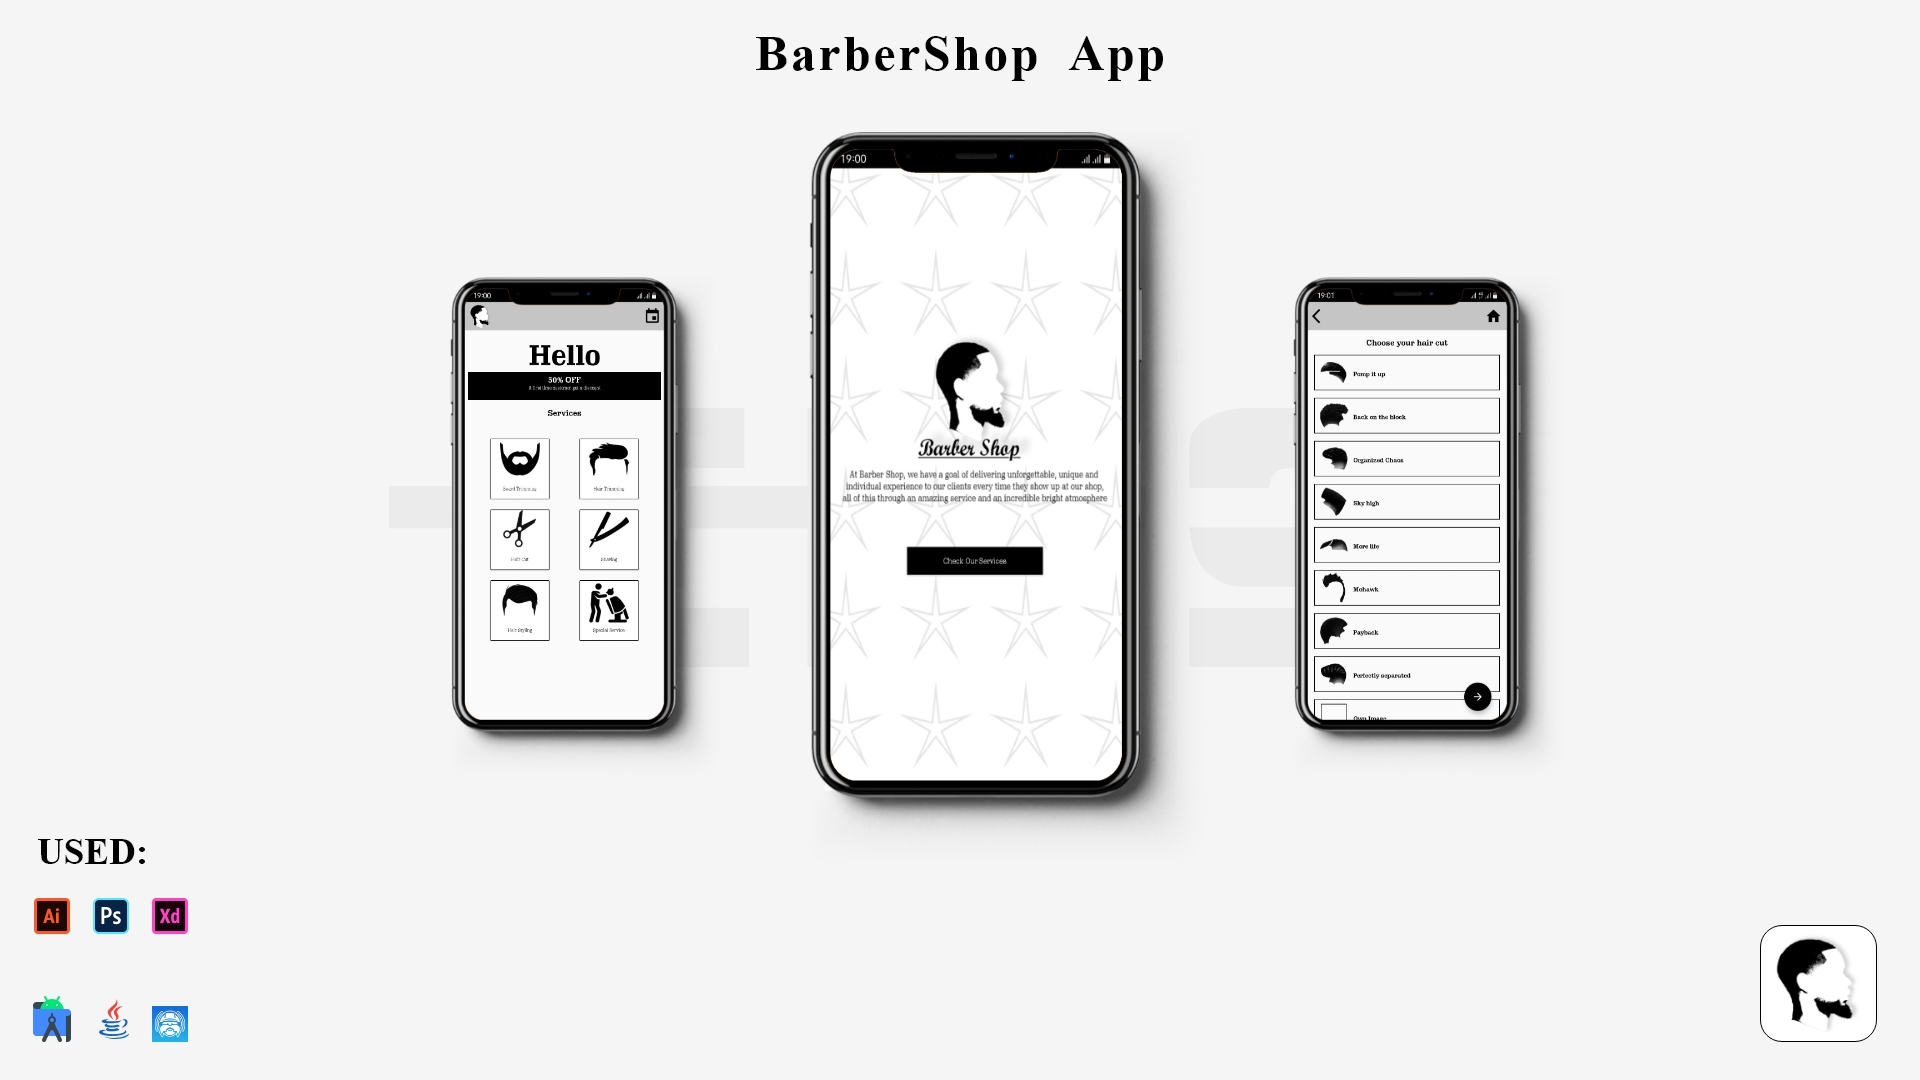 BarberShop App
19:00
Hello
50% OFF
Services
Beard Trimming
Hair Trimming
Hair Cut
Shaving
Hair Styling
Special Service
19:00
Barber Shop
At Barber Shop, we have a goal of delivering unforgettable, unique and
individual experience to our clients every time they show up at our shop,
all of this through an amazing service and an incredible bright atmosphere
Check Our Services
19:01
Choose your hair cut
Pomp it up
Back on the block
Organized Chaos
Sky high
More life
Mohawk
Payback
Perfectly separated
Own Image
USED:
Ai Ps Xd